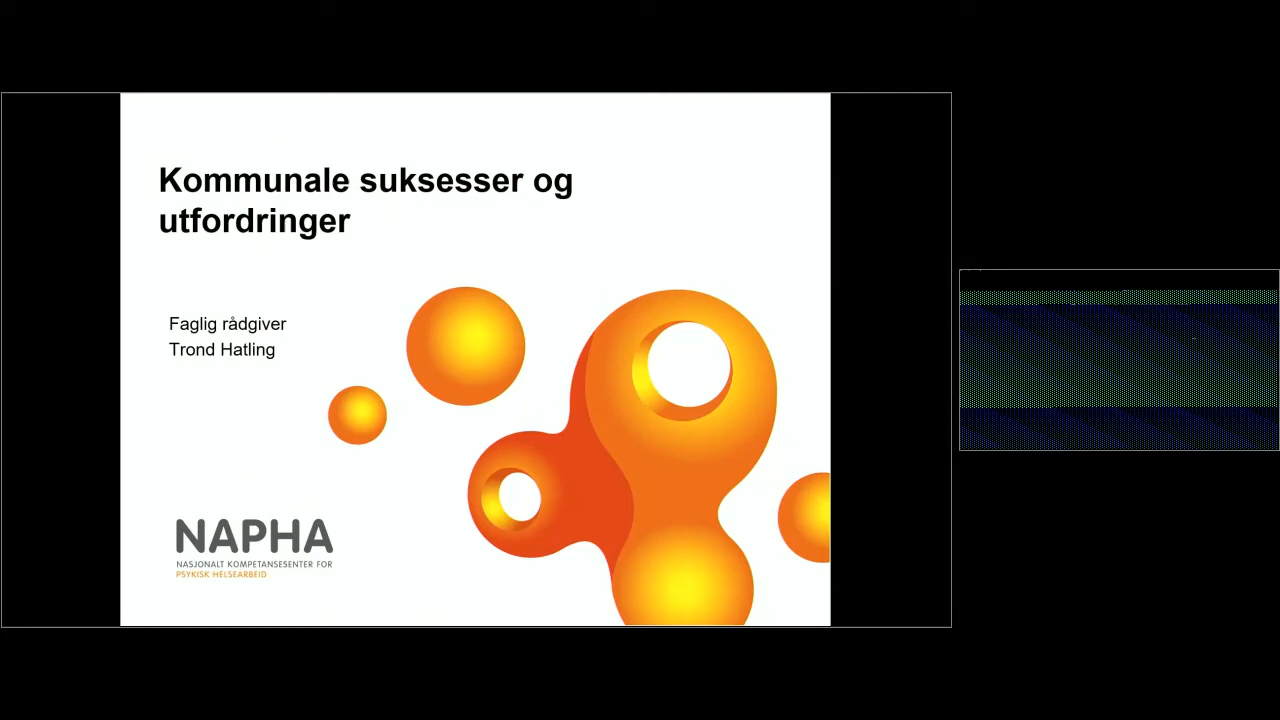 Kommunale suksesser og
utfordringer
Faglig rådgiver
Trond Hatling
NAPHA
NASJONALT KOMPETANSESENTER FOR
PSYKISK HELSEARBEID